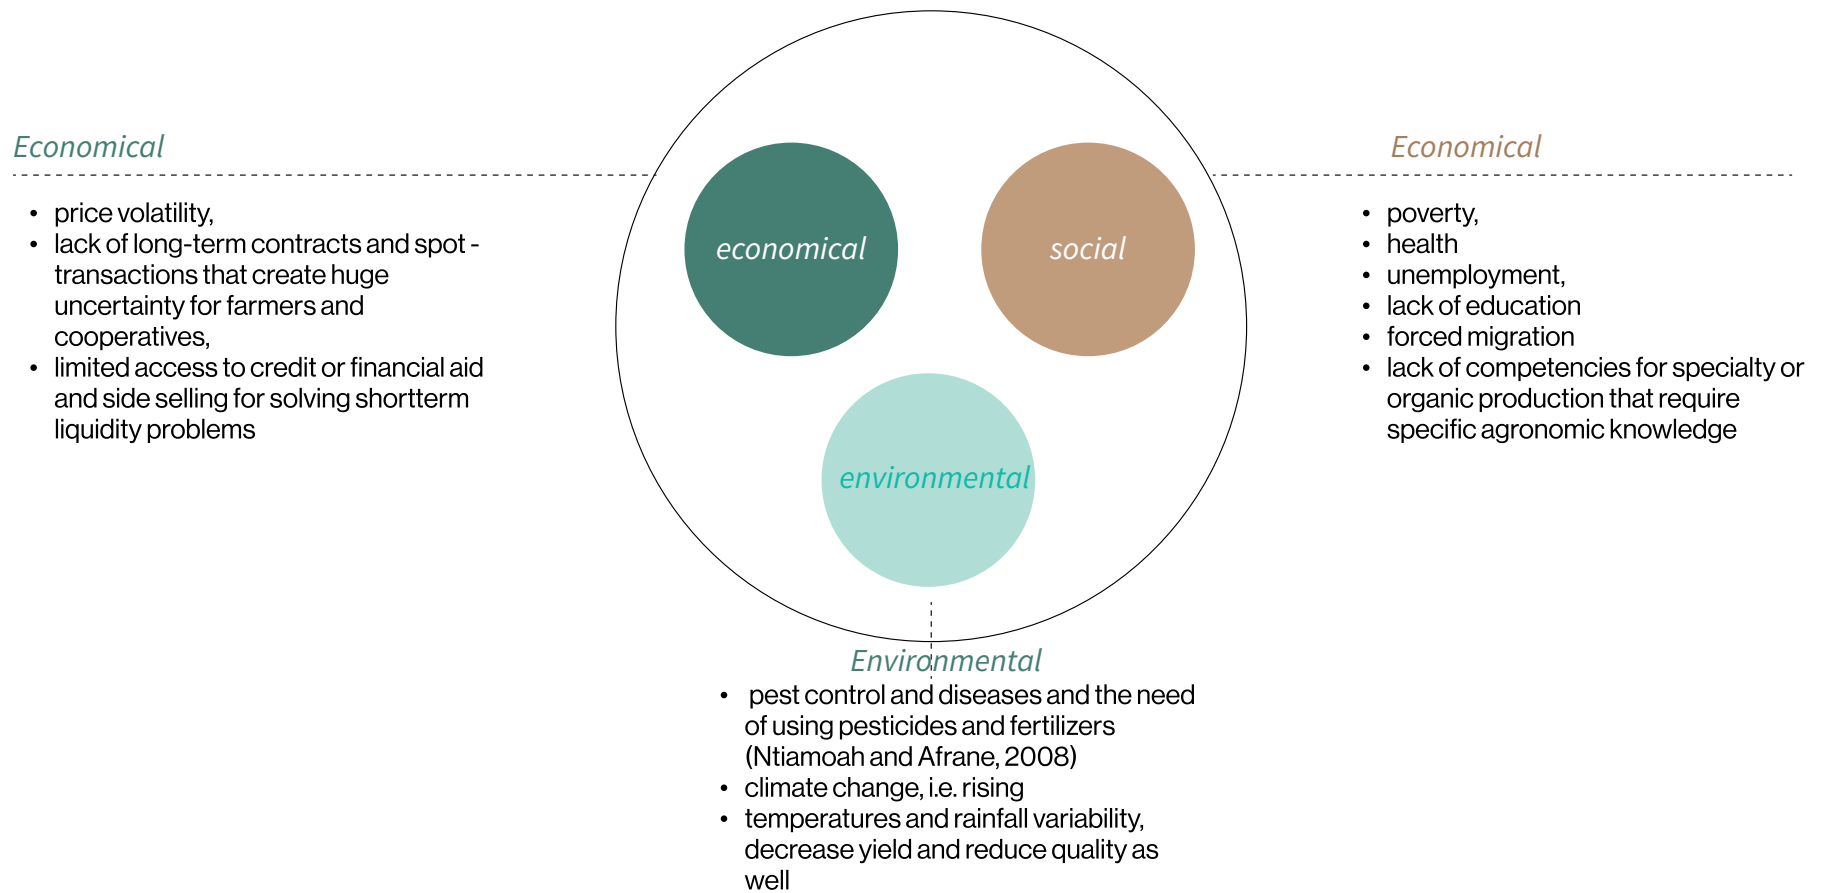 Economical
• price volatility,
• lack of long-term contracts and spot -
transactions that create huge
uncertainty for farmers and
cooperatives,
• limited access to credit or financial aid
and side selling for solving shortterm
liquidity problems
economical
social
environmental
Economical
• poverty,
• health
• unemployment,
• lack of education
• forced migration
• lack of competencies for specialty or
organic production that require
specific agronomic knowledge
Environmental
• pest control and diseases and the need
of using pesticides and fertilizers
(Ntiamoah and Afrane, 2008)
• climate change, i.e. rising
• temperatures and rainfall variability,
decrease yield and reduce quality as
well